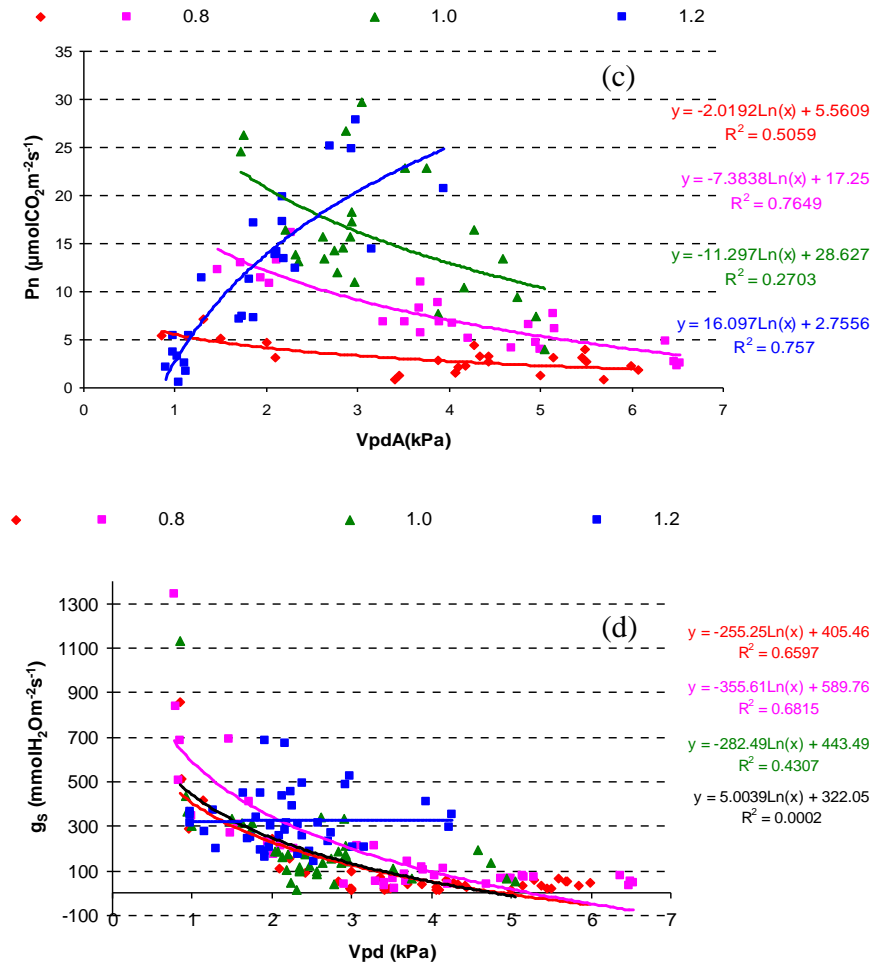 0.8 1.0 1.2
35
30
25
20
15
10
5
0
Pn (µmolCO2m-2s-1)
(c)
y = -2.0192Ln(x) + 5.5609
R2 = 0.5059
y = -7.3838Ln(x) + 17.25
R2 = 0.7649
y = -11.297Ln(x) + 28.627
R2 = 0.2703
y = 16.097Ln(x) + 2.7556
R2 = 0.757
0 1 2 3 4 5 6 7
VpdA(kPa)
0.8 1.0 1.2
1300
1100
900
700
500
300
100
-100
gs (mmolH2Om-2s-1)
(d)
y = -255.25Ln(x) + 405.46
R2 = 0.6597
y = -355.61Ln(x) + 589.76
R2 = 0.6815
y = -282.49Ln(x) + 443.49
R2 = 0.4307
y = 5.0039Ln(x) + 322.05
R2 = 0.0002
0 1 2 3 4 5 6 7
Vpd (kPa)